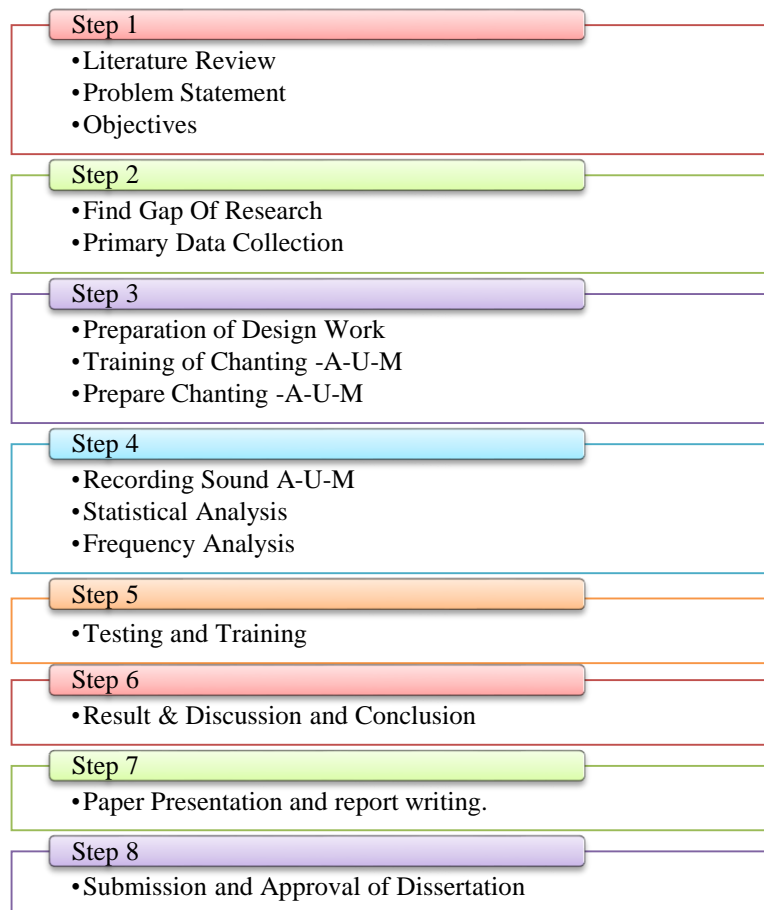 Step 1
•Literature Review
•Problem Statement
•Objectives
Step 2
•Find Gap Of Research
•Primary Data Collection
Step 3
•Preparation of Design Work
•Training of Chanting -A-U-M
•Prepare Chanting -A-U-M
Step 4
•Recording Sound A-U-M
•Statistical Analysis
•Frequency Analysis
Step 5
•Testing and Training
Step 6
•Result & Discussion and Conclusion
Step 7
•Paper Presentation and report writing.
Step 8
•Submission and Approval of Dissertation